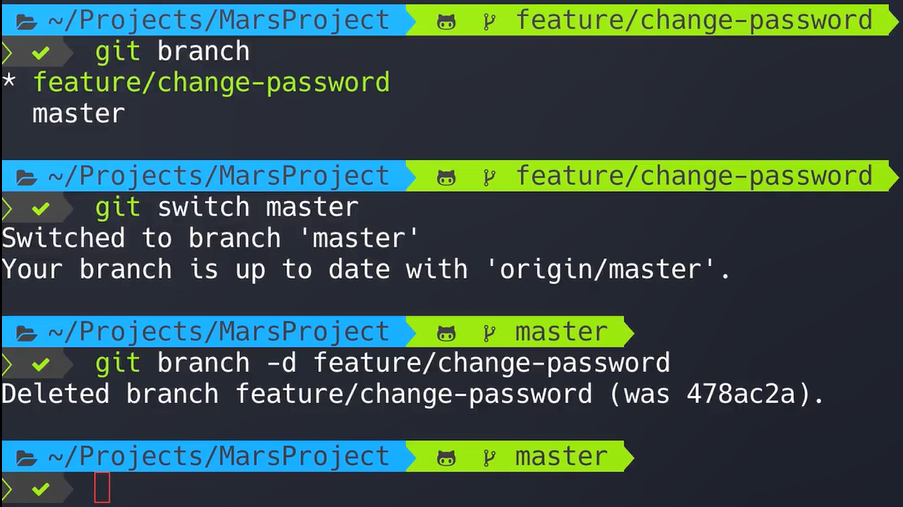 ~/Projects/MarsProject feature/change-password
git branch
* feature/change-password
master
~/Projects/MarsProject feature/change-password
git switch master
Switched to branch 'master'
Your branch is up to date with 'origin/master'.
~/Projects/MarsProject master
git branch -d feature/change-password
Deleted branch feature/change-password (was 478ac2a).
~/Projects/MarsProject master